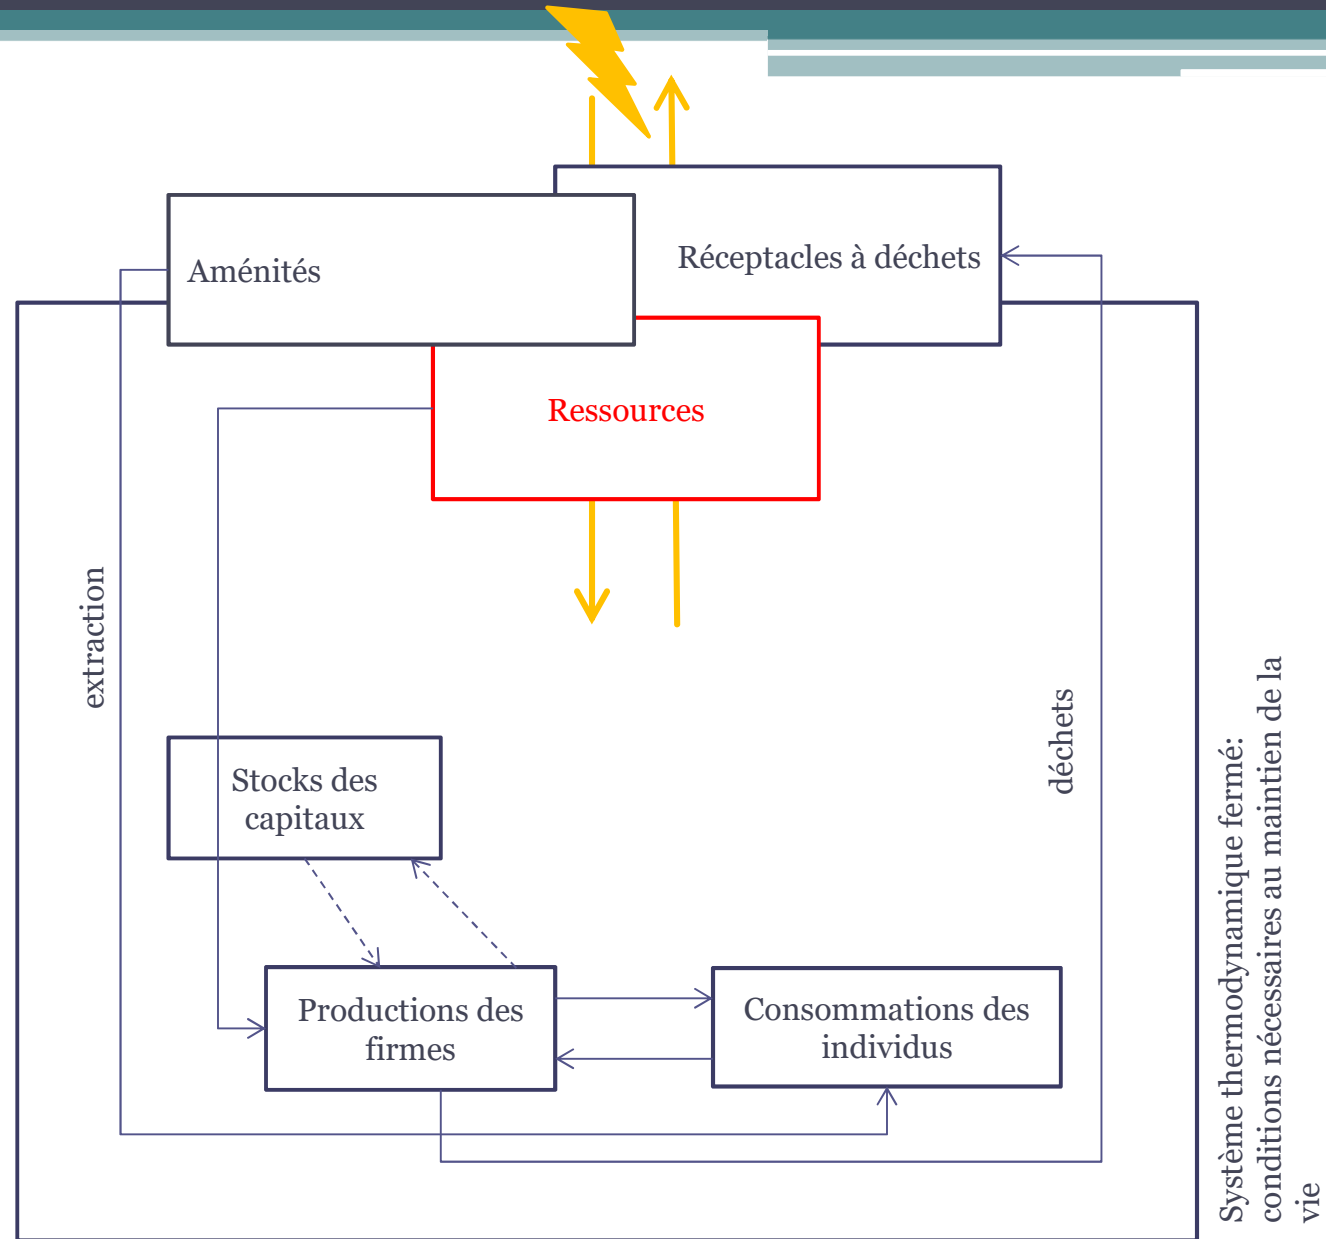 Aménités
Réceptacles à déchets
Ressources
extraction
Stocks des
capitaux
déchets
Productions des
firmes
Consommations des
individus
Système thermodynamique fermé:
conditions nécessaires au maintien de la
vie